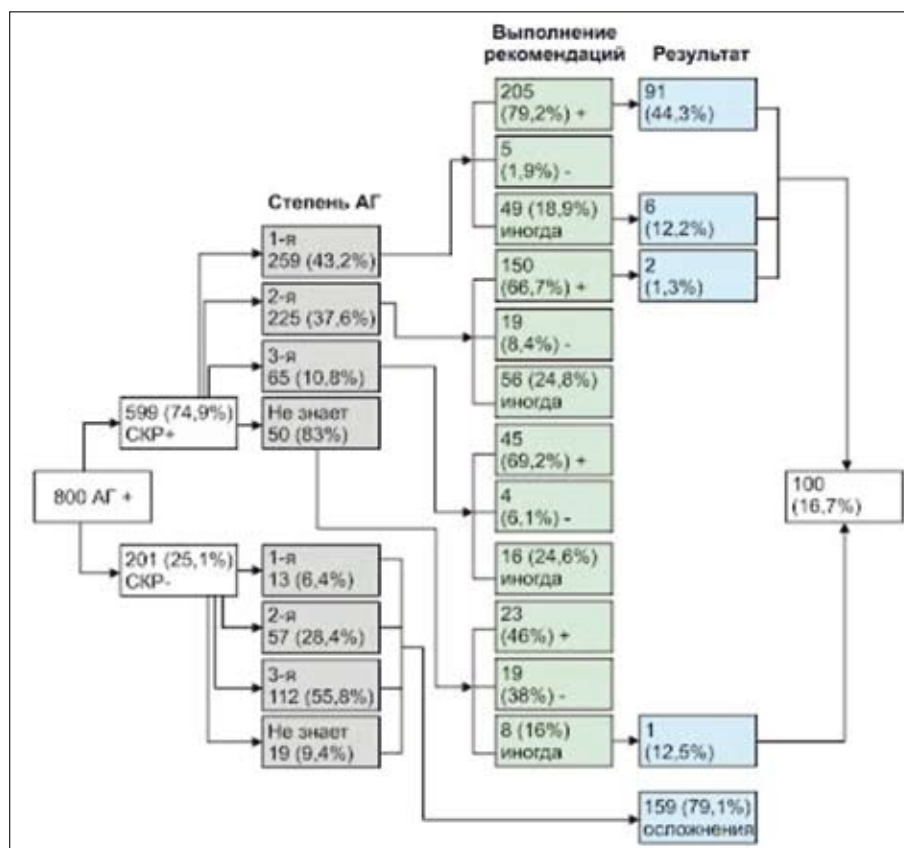 Выполнение
рекомендаций
Результат
Степень АГ
800 АГ +
599 (74,9%)
СКР+
201 (25,1%)
СКР-
1-я
259 (43,2%)
2-я
225 (37,6%)
3-я
65 (10,8%)
Не знает
50 (83%)
1-я
13 (6,4%)
2-я
57 (28,4%)
3-я
112 (55,8%)
Не знает
19 (9,4%)
205
(79,2%) +
5
(1,9%) -
49 (18,9%)
иногда
150
(66,7%) +
19
(8,4%) -
56 (24,8%)
иногда
45
(69,2%) +
4
(6,1%) -
16 (24,6%)
иногда
23
(46%) +
19
(38%) -
8 (16%)
иногда
91
(44,3%)
6
(12,2%)
2
(1,3%)
1
(12,5%)
159 (79,1%)
осложнения
100
(16,7%)